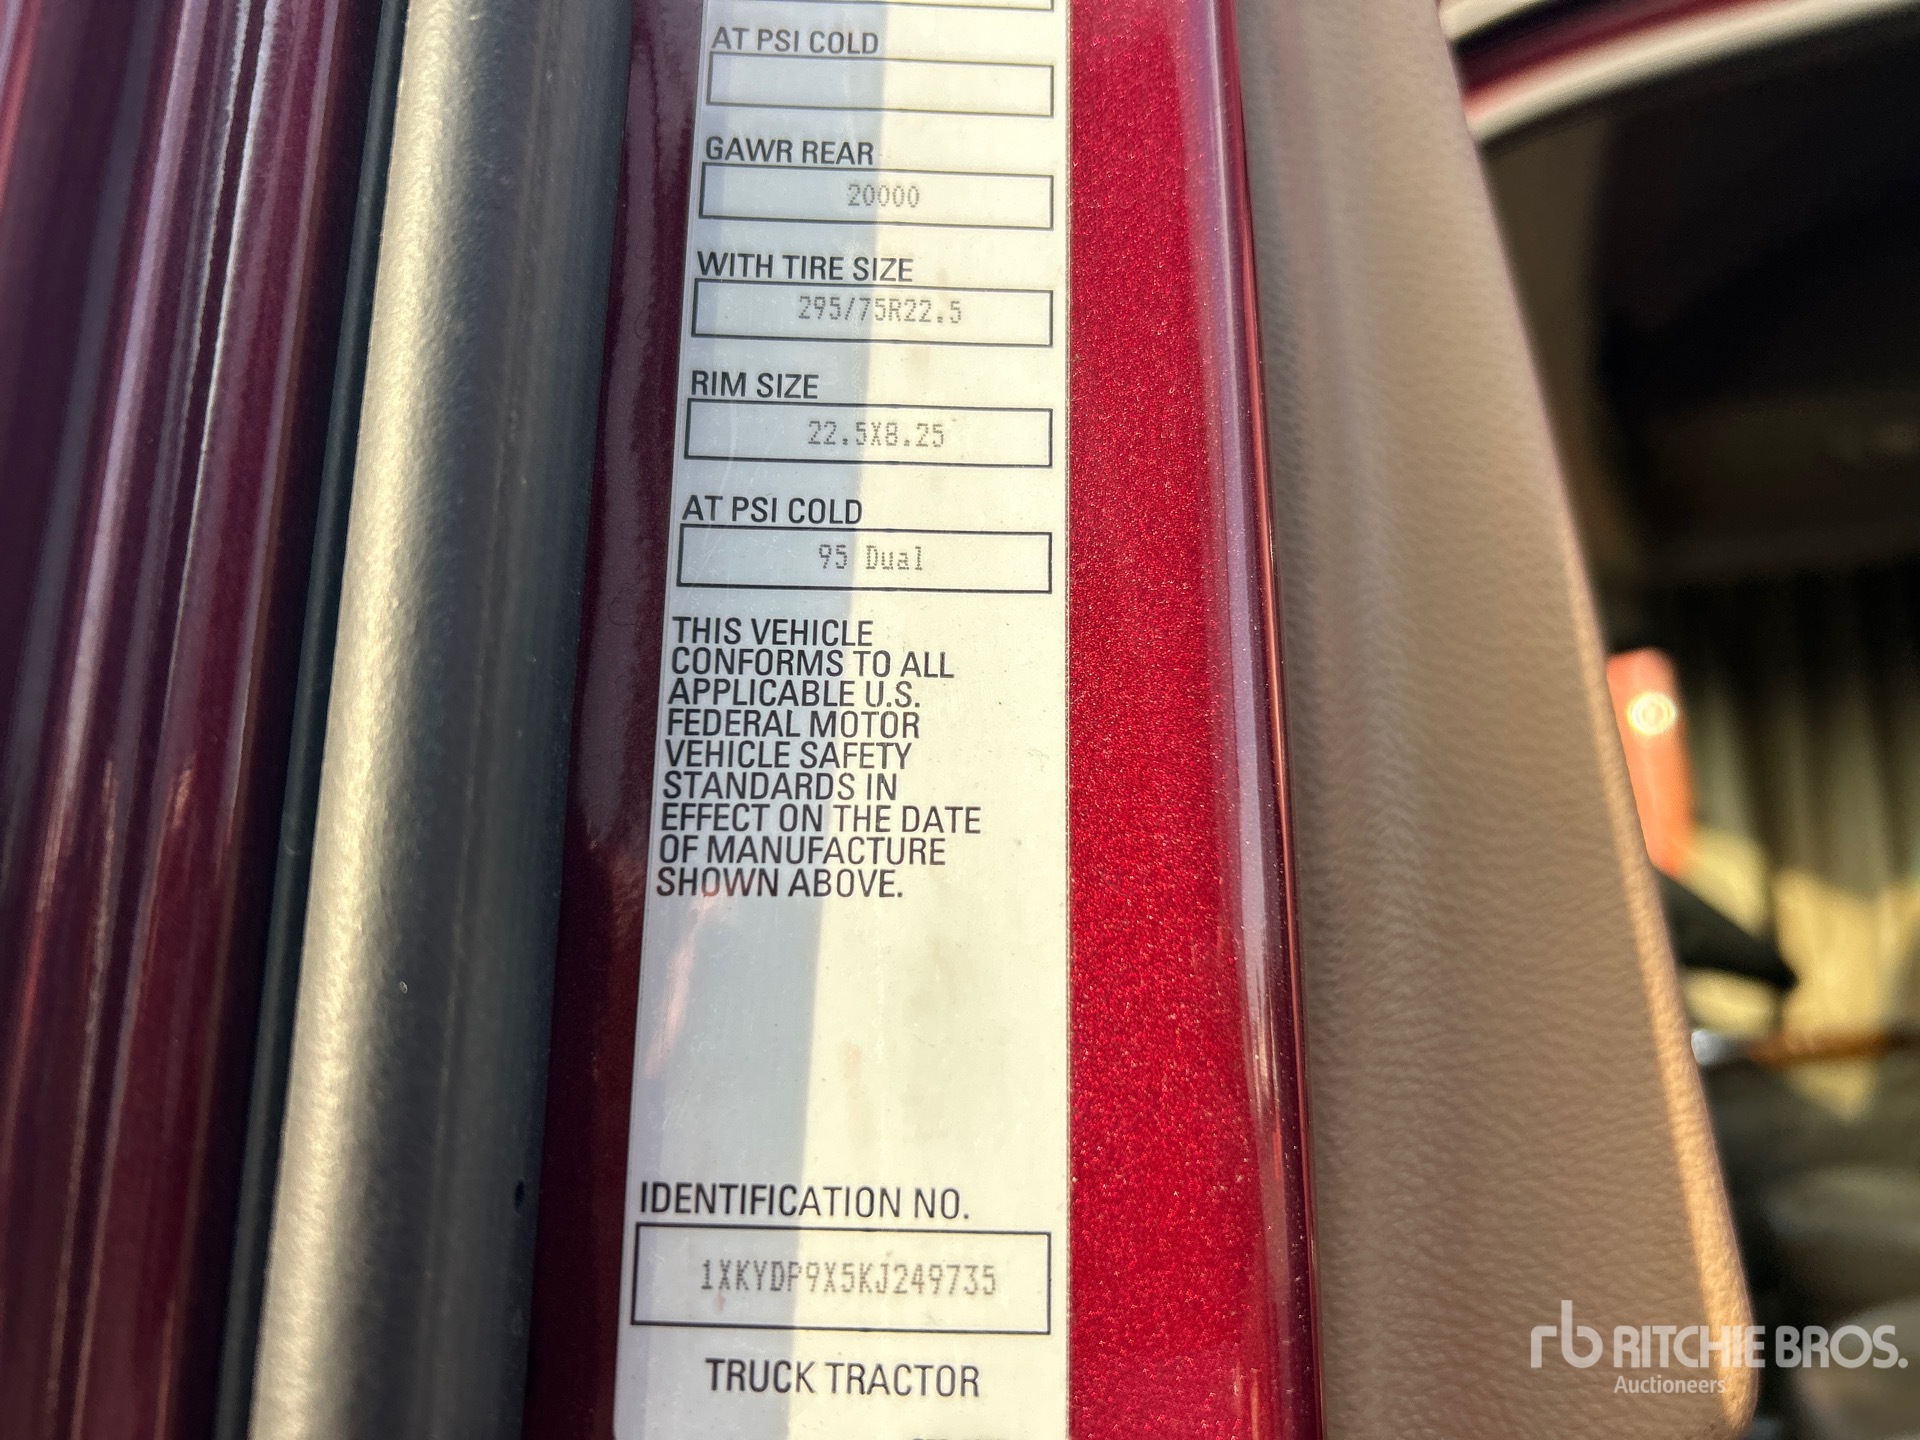 AT PSI COLD
GAWR REAR
20000
WITH TIRE SIZE
295/75R22.5
RIM SIZE
22.5X8.25
AT PSI COLD
95 Dual
THIS VEHICLE
CONFORMS TO ALL
APPLICABLE U.S.
FEDERAL MOTOR
VEHICLE SAFETY
STANDARDS IN
EFFECT ON THE DATE
OF MANUFACTURE
SHOWN ABOVE.
IDENTIFICATION NO.
1XKYDP9X5KJ249735
TRUCK TRACTOR
rb RITCHIE BROS.
Auctioneers